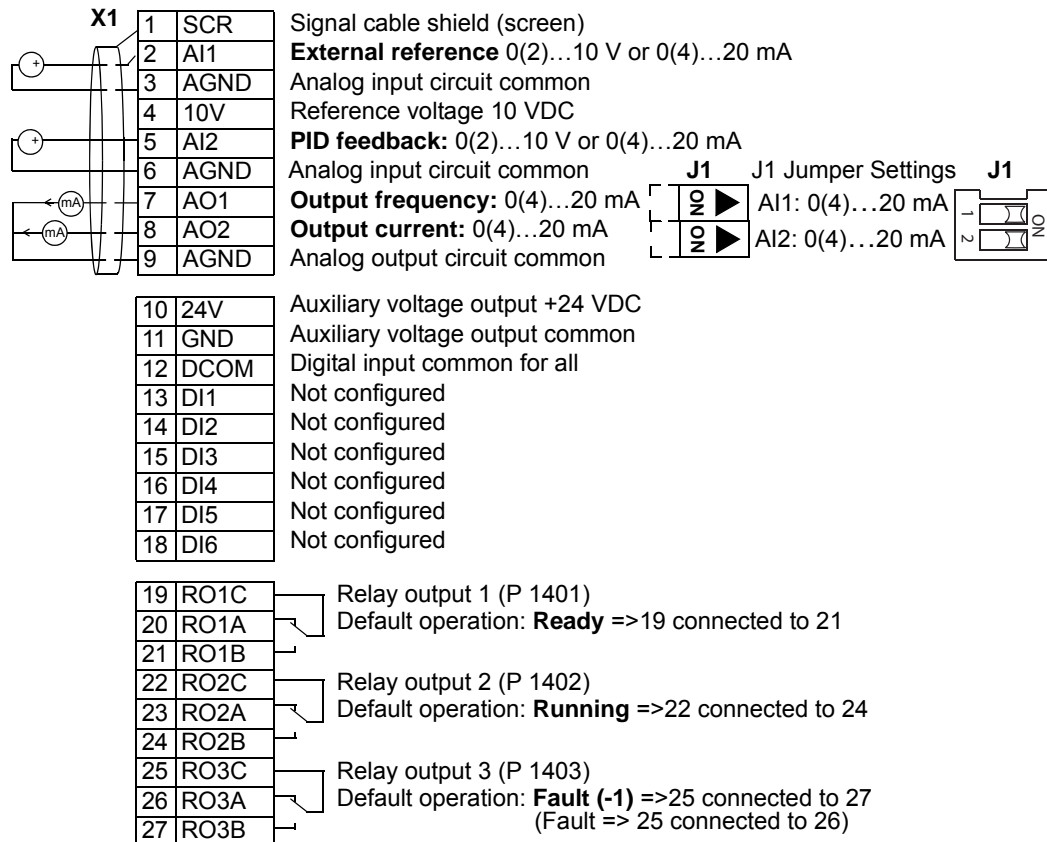 X1
1 SCR Signal cable shield (screen)
2 AI1 External reference 0(2)…10 V or 0(4)…20 mA
+
3 AGND Analog input circuit common
4 10V Reference voltage 10 VDC
5 AI2 PID feedback: 0(2)…10 V or 0(4)…20 mA
+
6 AGND Analog input circuit common J1 J1 Jumper Settings J1
7 AO1 Output frequency: 0(4)…20 mA ON AI1: 0(4)…20 mA 1 ON
mA
8 AO2 Output current: 0(4)…20 mA ON AI2: 0(4)…20 mA 2
mA
9 AGND Analog output circuit common
10 24V Auxiliary voltage output +24 VDC
11 GND Auxiliary voltage output common
12 DCOM Digital input common for all
13 DI1 Not configured
14 DI2 Not configured
15 DI3 Not configured
16 DI4 Not configured
17 DI5 Not configured
18 DI6 Not configured
19 RO1C Relay output 1 (P 1401)
20 RO1A Default operation: Ready =>19 connected to 21
21 RO1B
22 RO2C Relay output 2 (P 1402)
23 RO2A Default operation: Running =>22 connected to 24
24 RO2B
25 RO3C Relay output 3 (P 1403)
26 RO3A Default operation: Fault (-1) =>25 connected to 27
27 RO3B (Fault => 25 connected to 26)